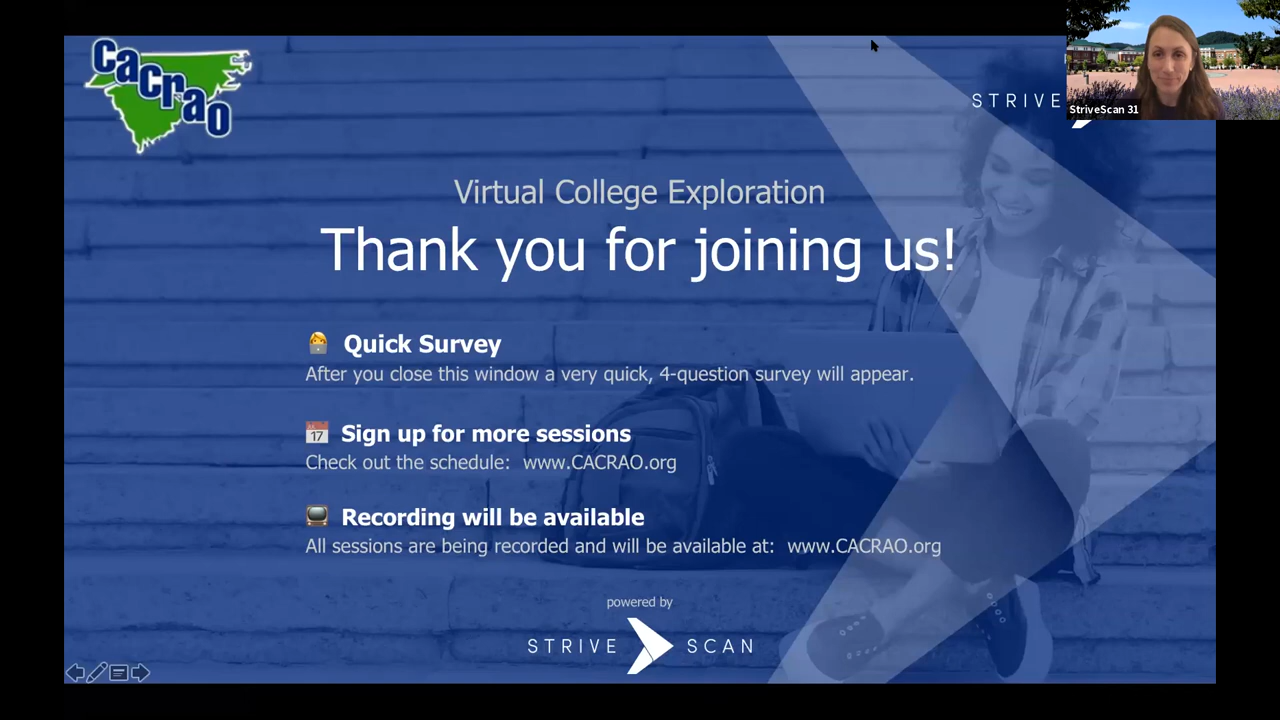 cacrao
STRIVE
StriveScan 31
Virtual College Exploration
Thank you for joining us!
Quick Survey
After you close this window a very quick, 4-question survey will appear.
17
Sign up for more sessions
Check out the schedule: www.CACRAO.org
Recording will be available
All sessions are being recorded and will be available at: www.CACRAO.org
powered by
STRIVE SCAN